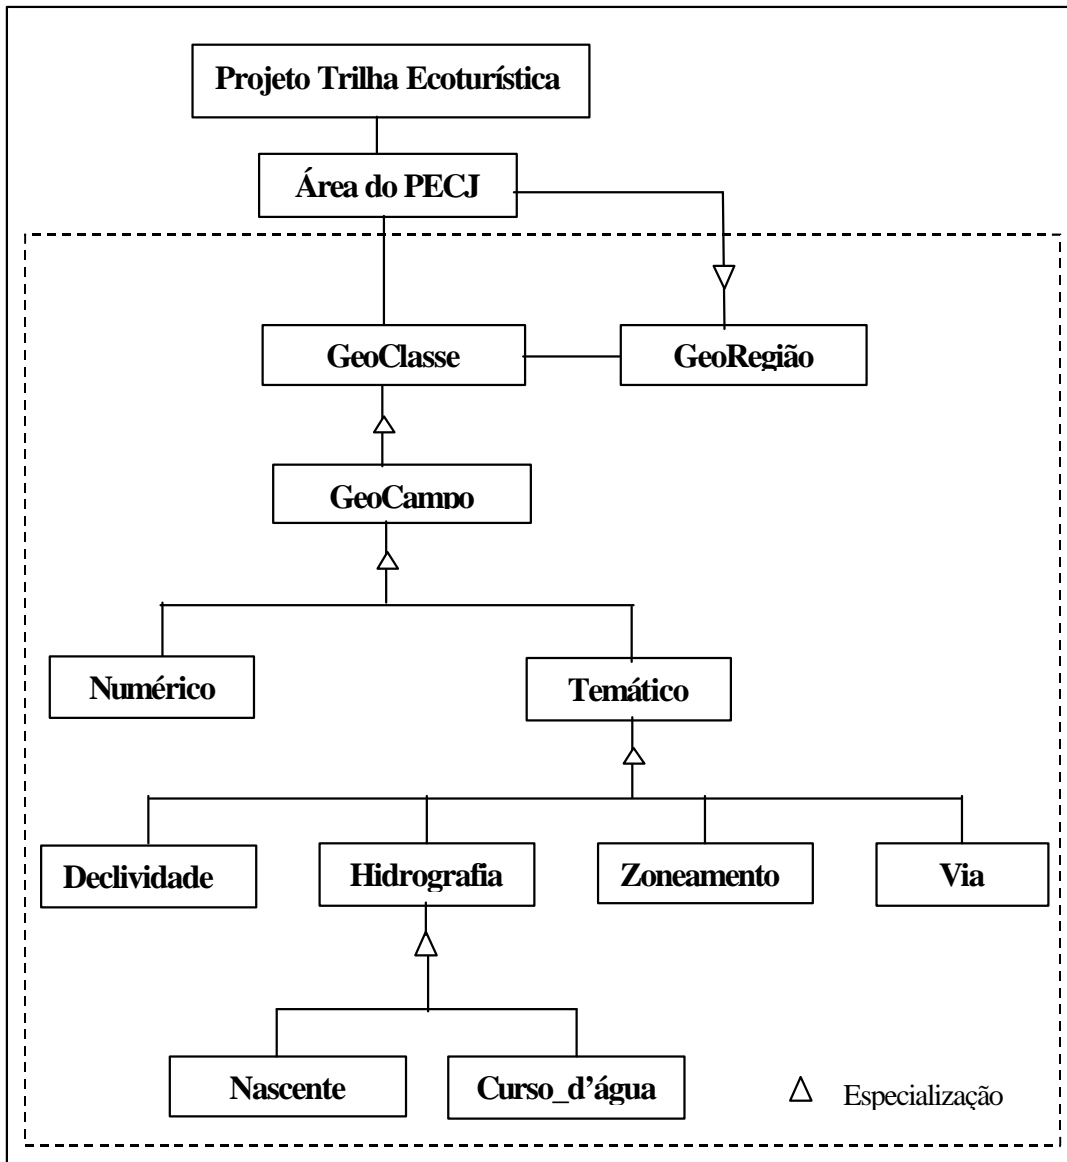 Projeto Trilha Ecoturística
Área do PECJ
GeoClasse
GeoRegião
GeoCampo
Numérico
Temático
Declividade
Hidrografia
Zoneamento
Via
Nascente
Curso_d’água
Especialização